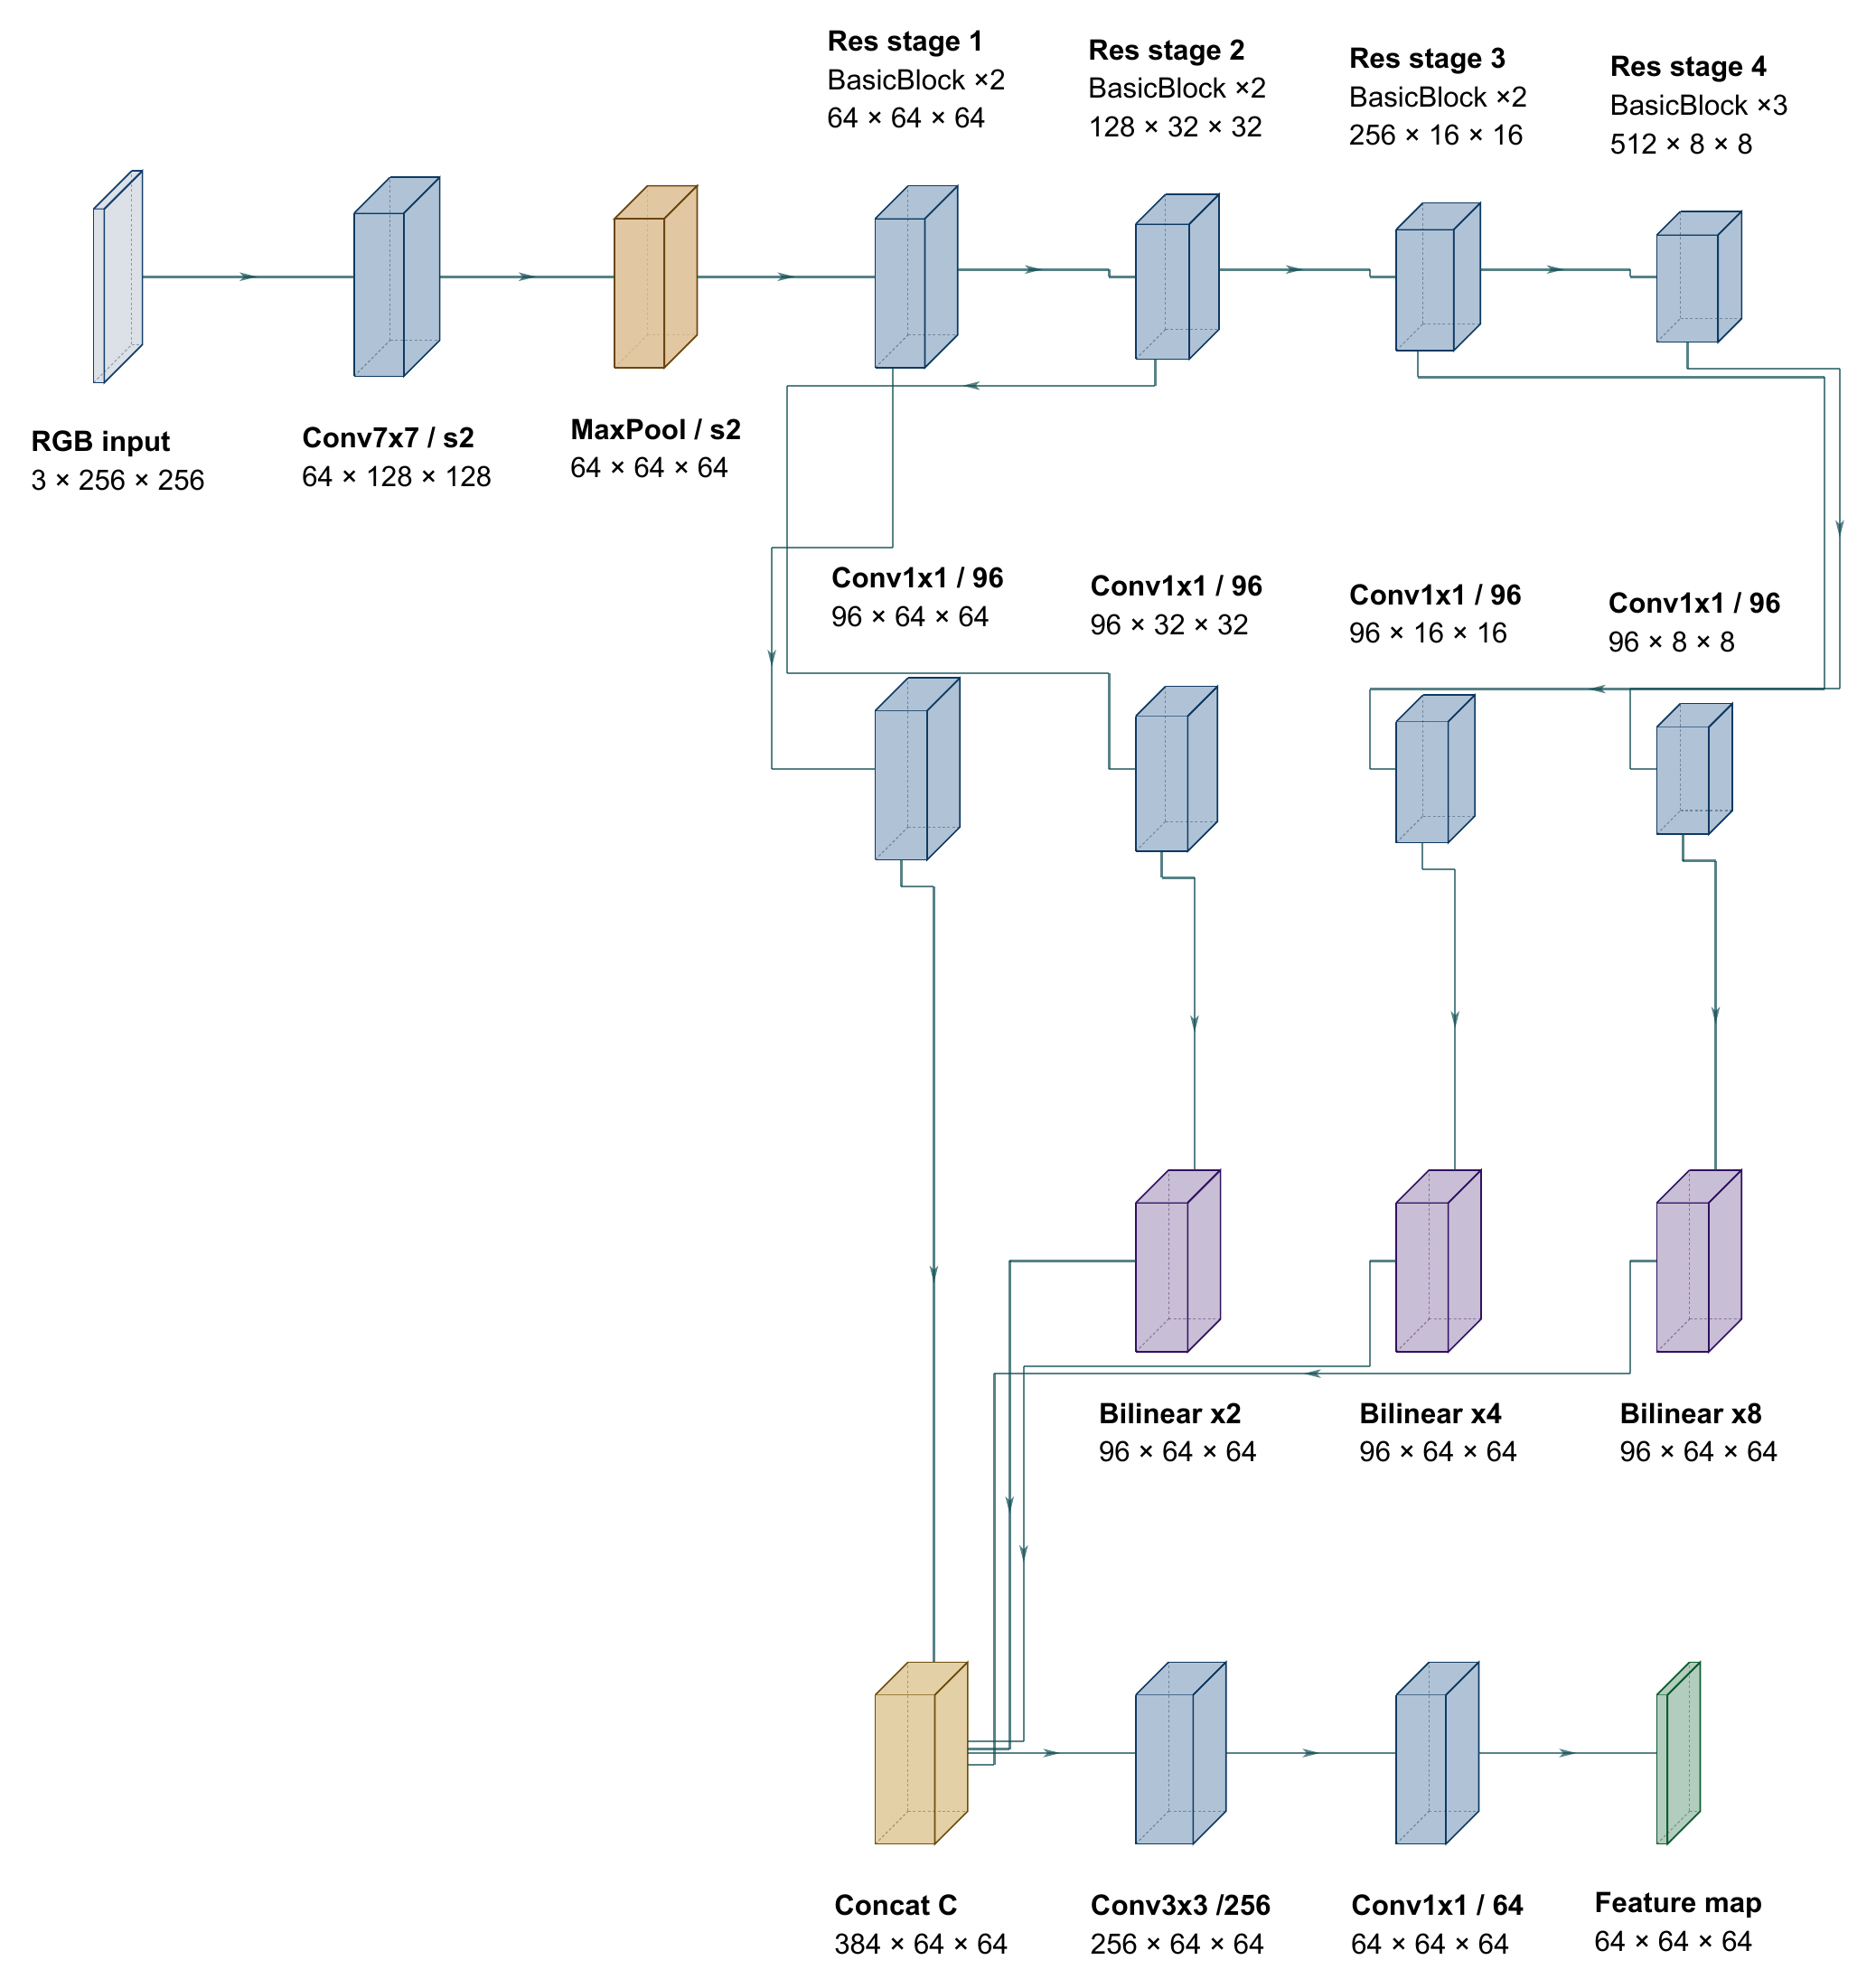 Res stage 1
BasicBlock ×2
64 × 64 × 64
Res stage 2
BasicBlock ×2
128 × 32 × 32
Res stage 3
BasicBlock ×2
256 × 16 × 16
Res stage 4
BasicBlock ×3
512 × 8 × 8
RGB input
3 × 256 × 256
Conv7x7 / s2
64 × 128 × 128
MaxPool / s2
64 × 64 × 64
Conv1x1 / 96
96 × 64 × 64
Conv1x1 / 96
96 × 32 × 32
Conv1x1 / 96
96 × 16 × 16
Conv1x1 / 96
96 × 8 × 8
Bilinear x2
96 × 64 × 64
Bilinear x4
96 × 64 × 64
Bilinear x8
96 × 64 × 64
Concat C
384 × 64 × 64
Conv3x3 /256
256 × 64 × 64
Conv1x1 / 64
64 × 64 × 64
Feature map
64 × 64 × 64